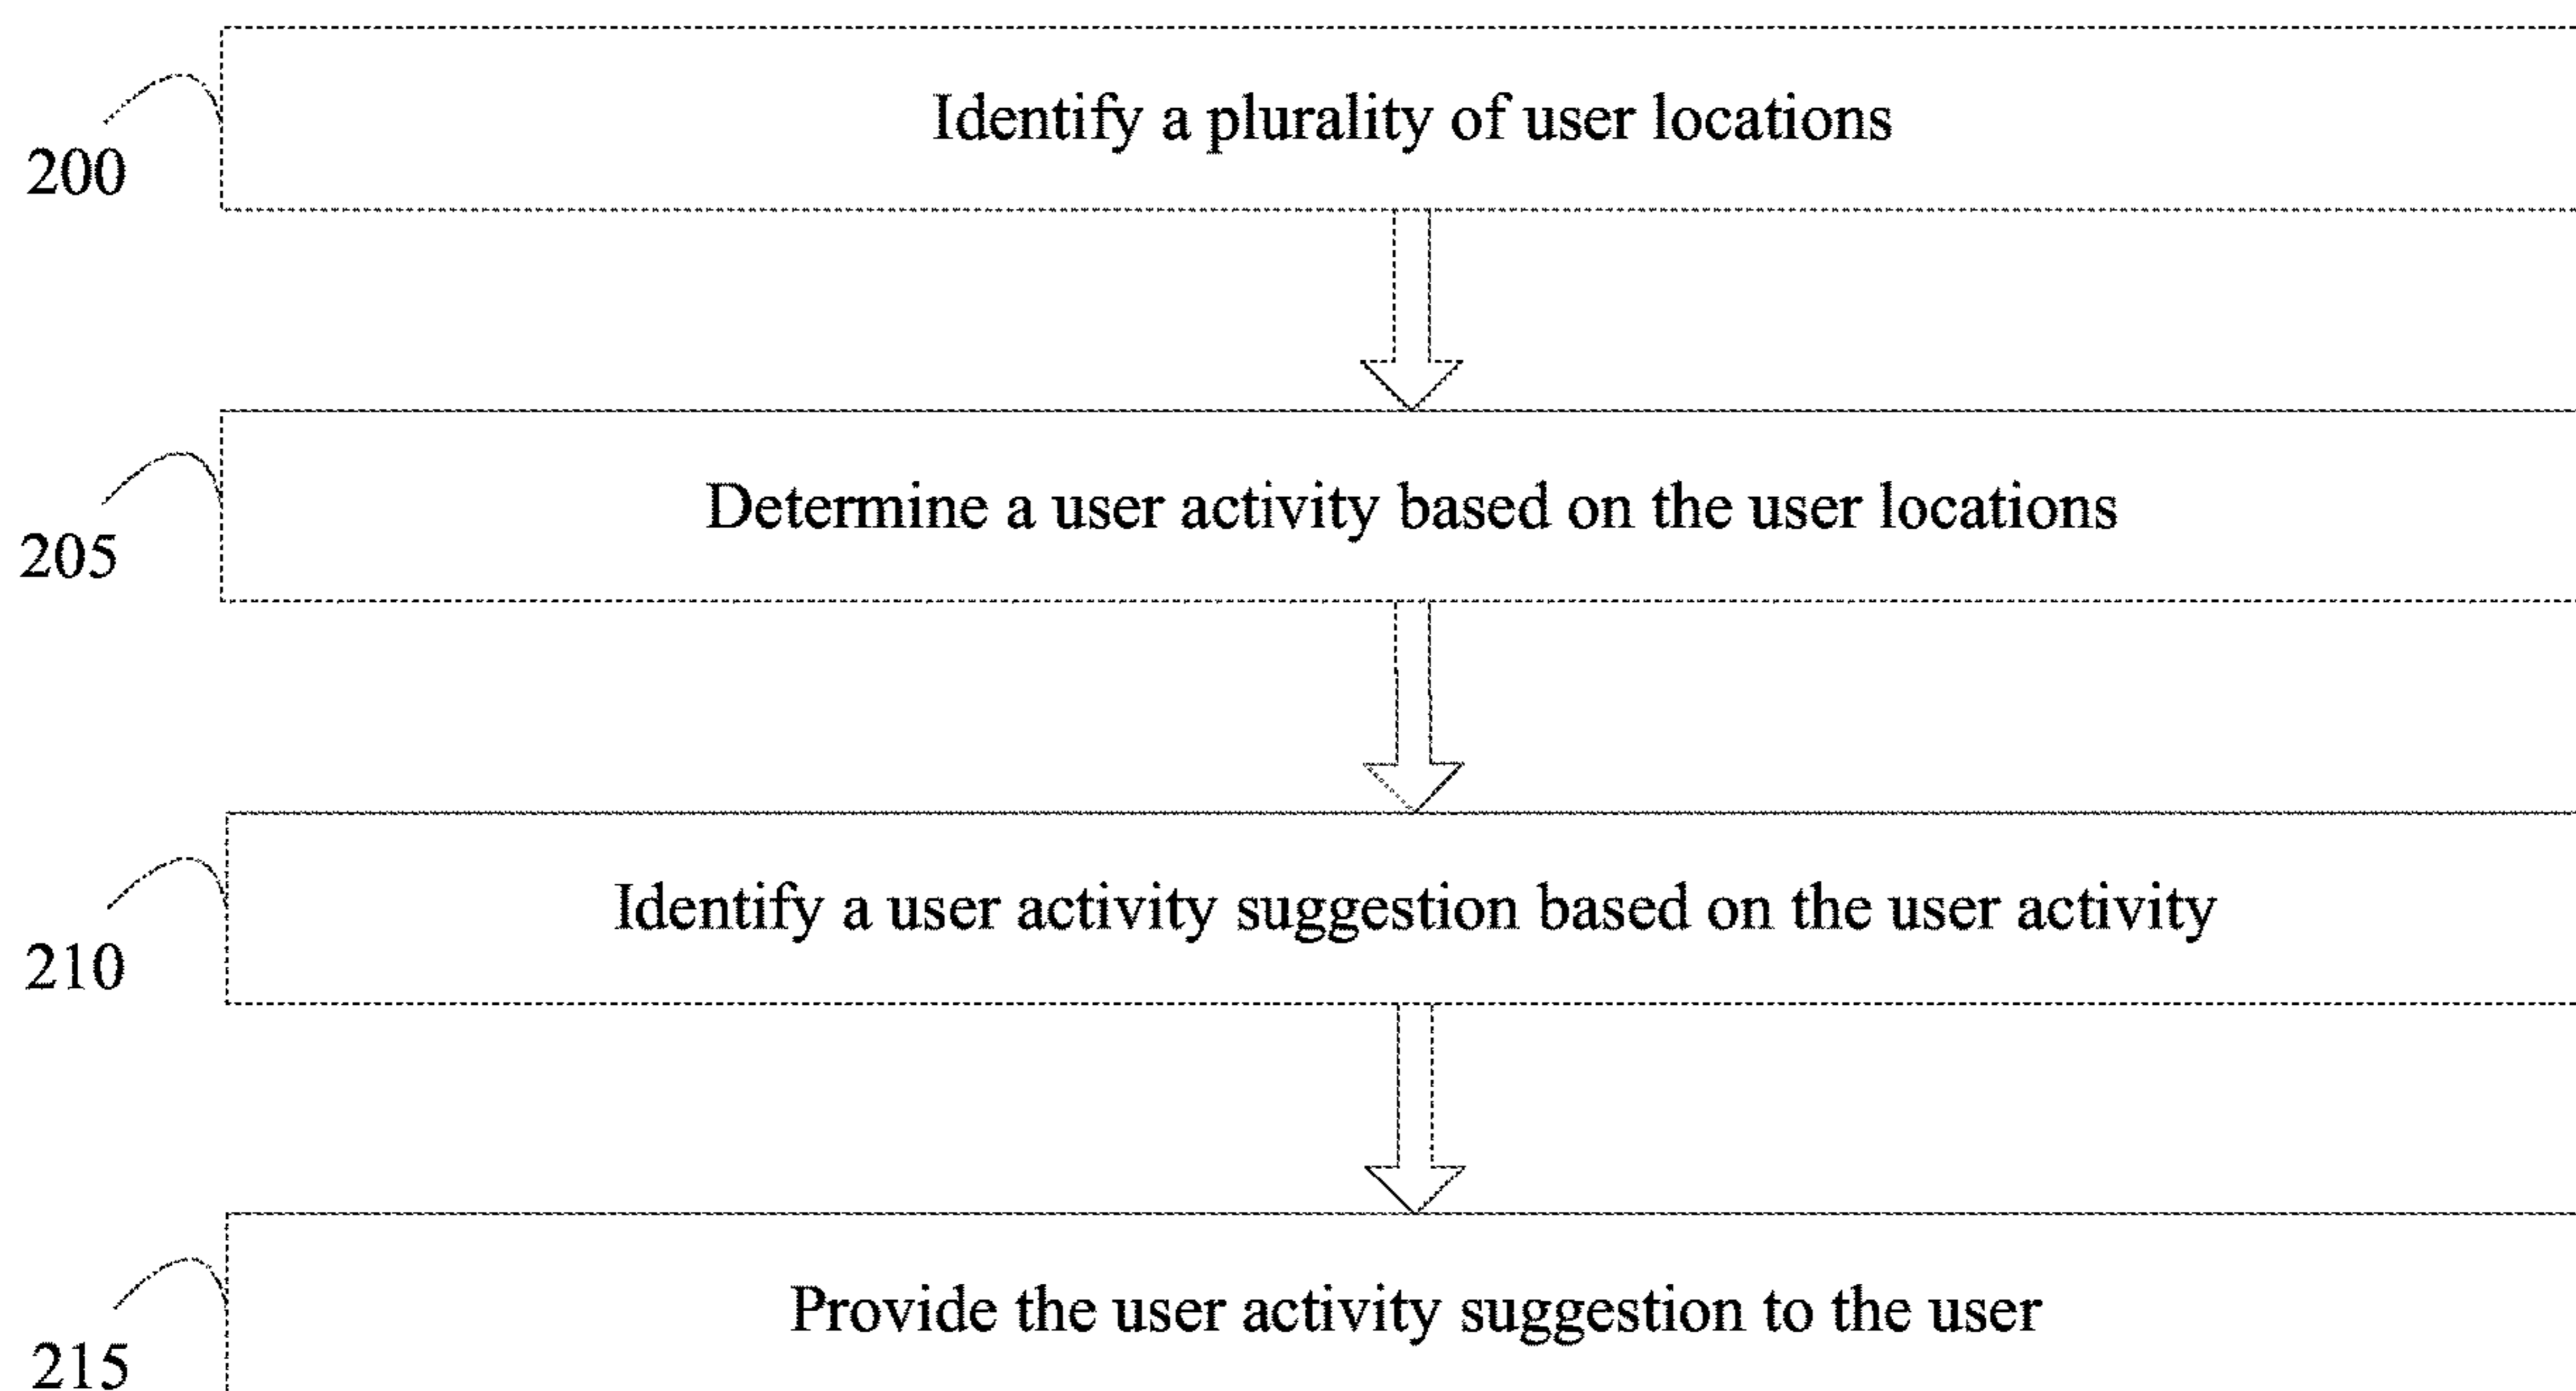 Identify a plurality of user locations
200
Determine a user activity based on the user locations
205
Identify a user activity suggestion based on the user activity
210
Provide the user activity suggestion to the user
215